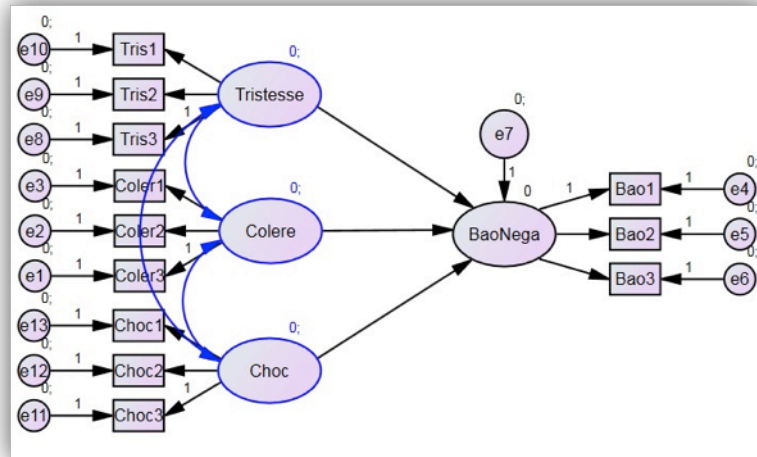 0;
e10 1 Tris1 0;
0;
e9 1 Tris2 Tristesse
0;
e8 1 Tris3 1 0;
0; e7
e3 1 Coler1 0; 1 0;
0; 0 1 Bao1 1 e4
e2 1 Coler2 Colere BaoNega 0;
0; Bao2 1 e5
e1 1 Coler3 1 0;
0; Bao3 1 e6
e13 1 Choc1 0;
0;
e12 1 Choc2 Choc
0; 1
e11 1 Choc3